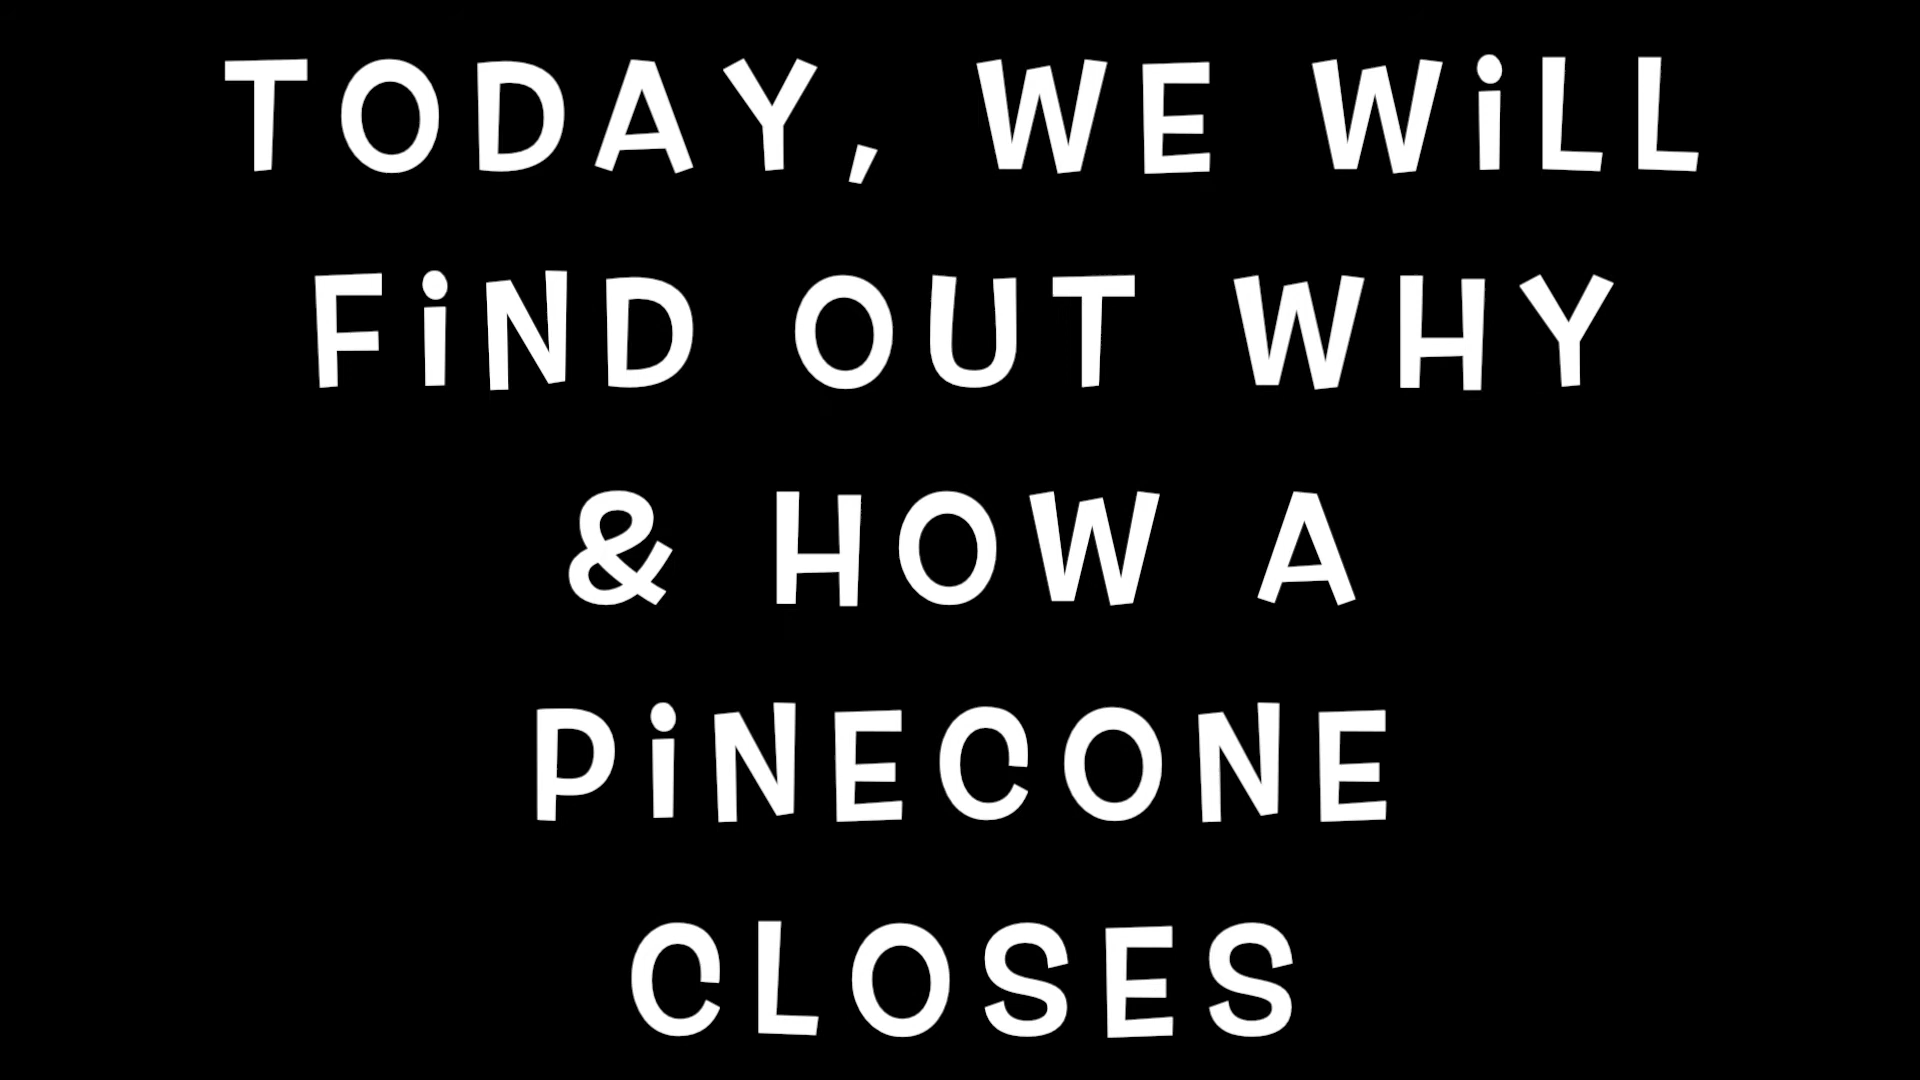 TODAY, WE WiLL
FiND OUT WHY
& HOW A
PiNECONE
CLOSES